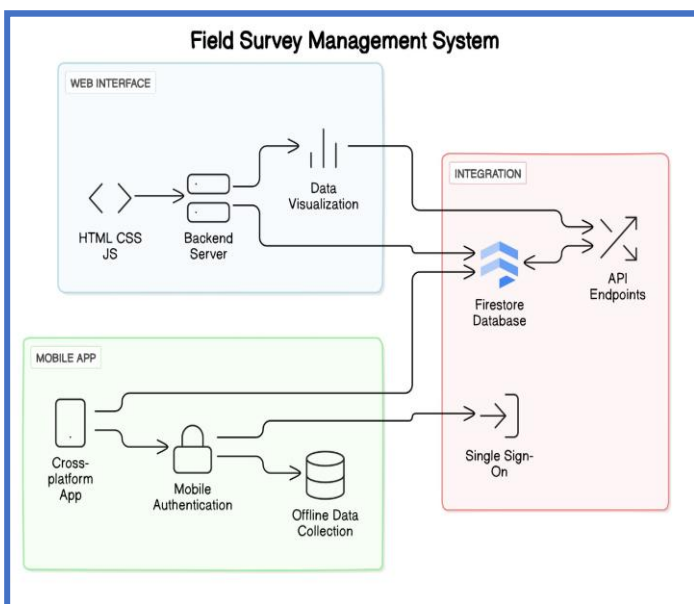 Field Survey Management System
WEB INTERFACE
HTML CSS
JS
Backend
Server
Data
Visualization
INTEGRATION
Firestore
Database
API
Endpoints
Single Sign-
On
MOBILE APP
Cross-
platform
App
Mobile
Authentication
Offline Data
Collection